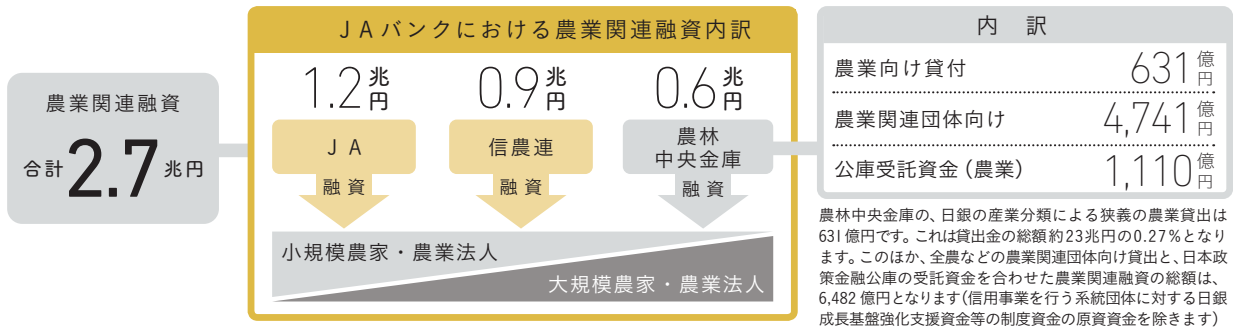 農業関連融資
合計2.7兆円
JAバンクにおける農業関連融資内訳
1.2兆円
0.9兆円
0.6兆円
JA
信農連
農林
中央金庫
融資
融資
融資
小規模農家・農業法人
大規模農家・農業法人
内訳
農業向け貸付 631億円
農業関連団体向け 4,741億円
公庫受託資金(農業) 1,110億円
農林中央金庫の、日銀の産業分類による狭義の農業貸出は
631億円です。これは貸出金の総額約23兆円の0.27%となり
ます。このほか、全農などの農業関連団体向け貸出と、日本政
策金融公庫の受託資金を合わせた農業関連融資の総額は、
6,482億円となります(信用事業を行う系統団体に対する日銀
成長基盤強化支援資金等の制度資金の原資資金を除きます)